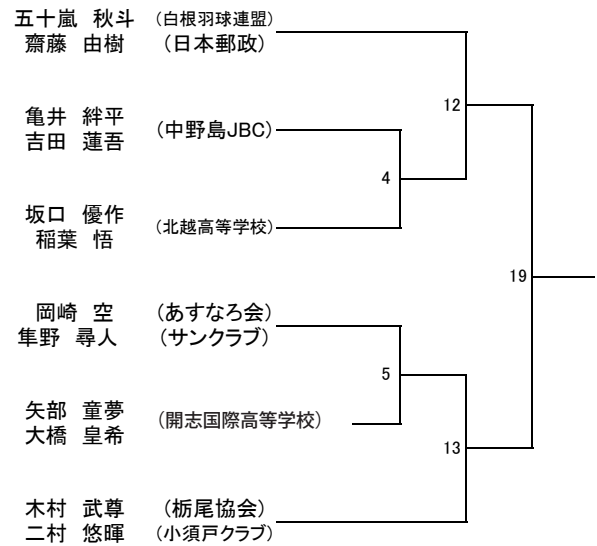 五十嵐 秋斗 (白根羽球連盟)
齋藤 由樹 (日本郵政)
12
亀井 絆平
吉田 蓮吾
(中野島JBC)
4
坂口 優作
稲葉 悟
(北越高等学校)
19
岡崎 空 (あすなろ会)
隼野 尋人 (サンクラブ)
5
矢部 童夢
大橋 皇希
(開志国際高等学校)
13
木村 武尊 (栃尾協会)
二村 悠暉 (小須戸クラブ)